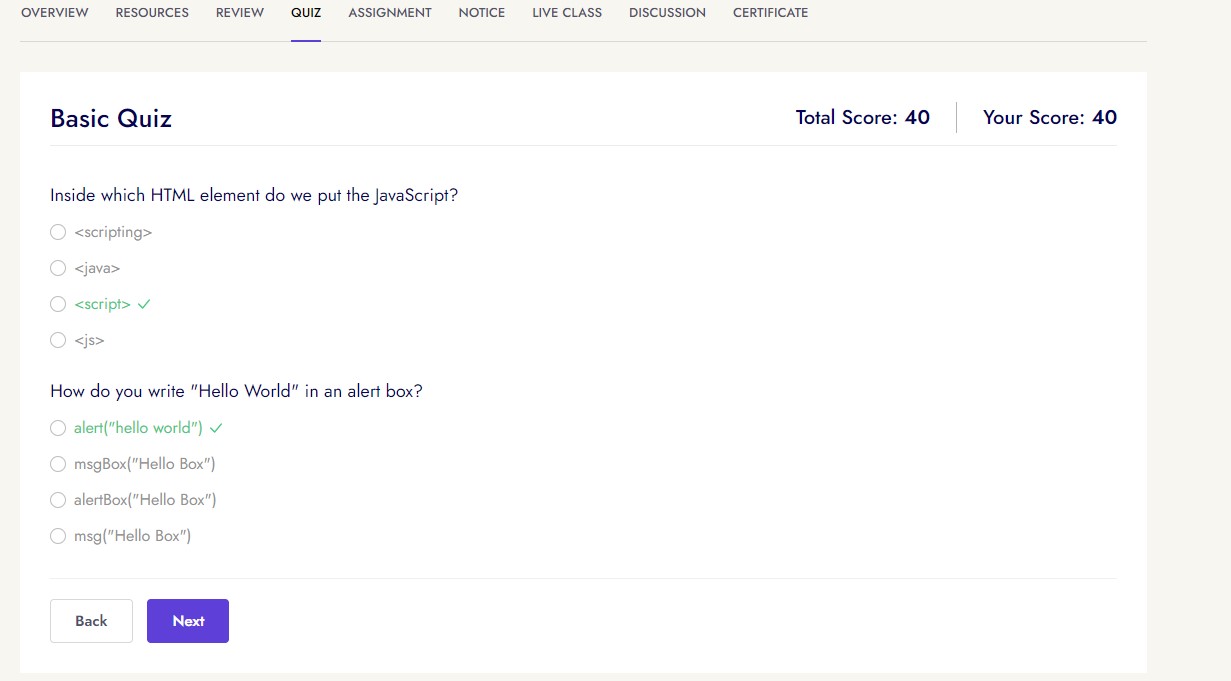 OVERVIEW RESOURCES REVIEW QUIZ ASSIGNMENT NOTICE LIVE CLASS DISCUSSION CERTIFICATE
Basic Quiz Total Score: 40 Your Score: 40
Inside which HTML element do we put the JavaScript?
<scripting>
<java>
<script>
<js>
How do you write "Hello World" in an alert box?
alert("hello world")
msgBox("Hello Box")
alertBox("Hello Box")
msg("Hello Box")
Back Next